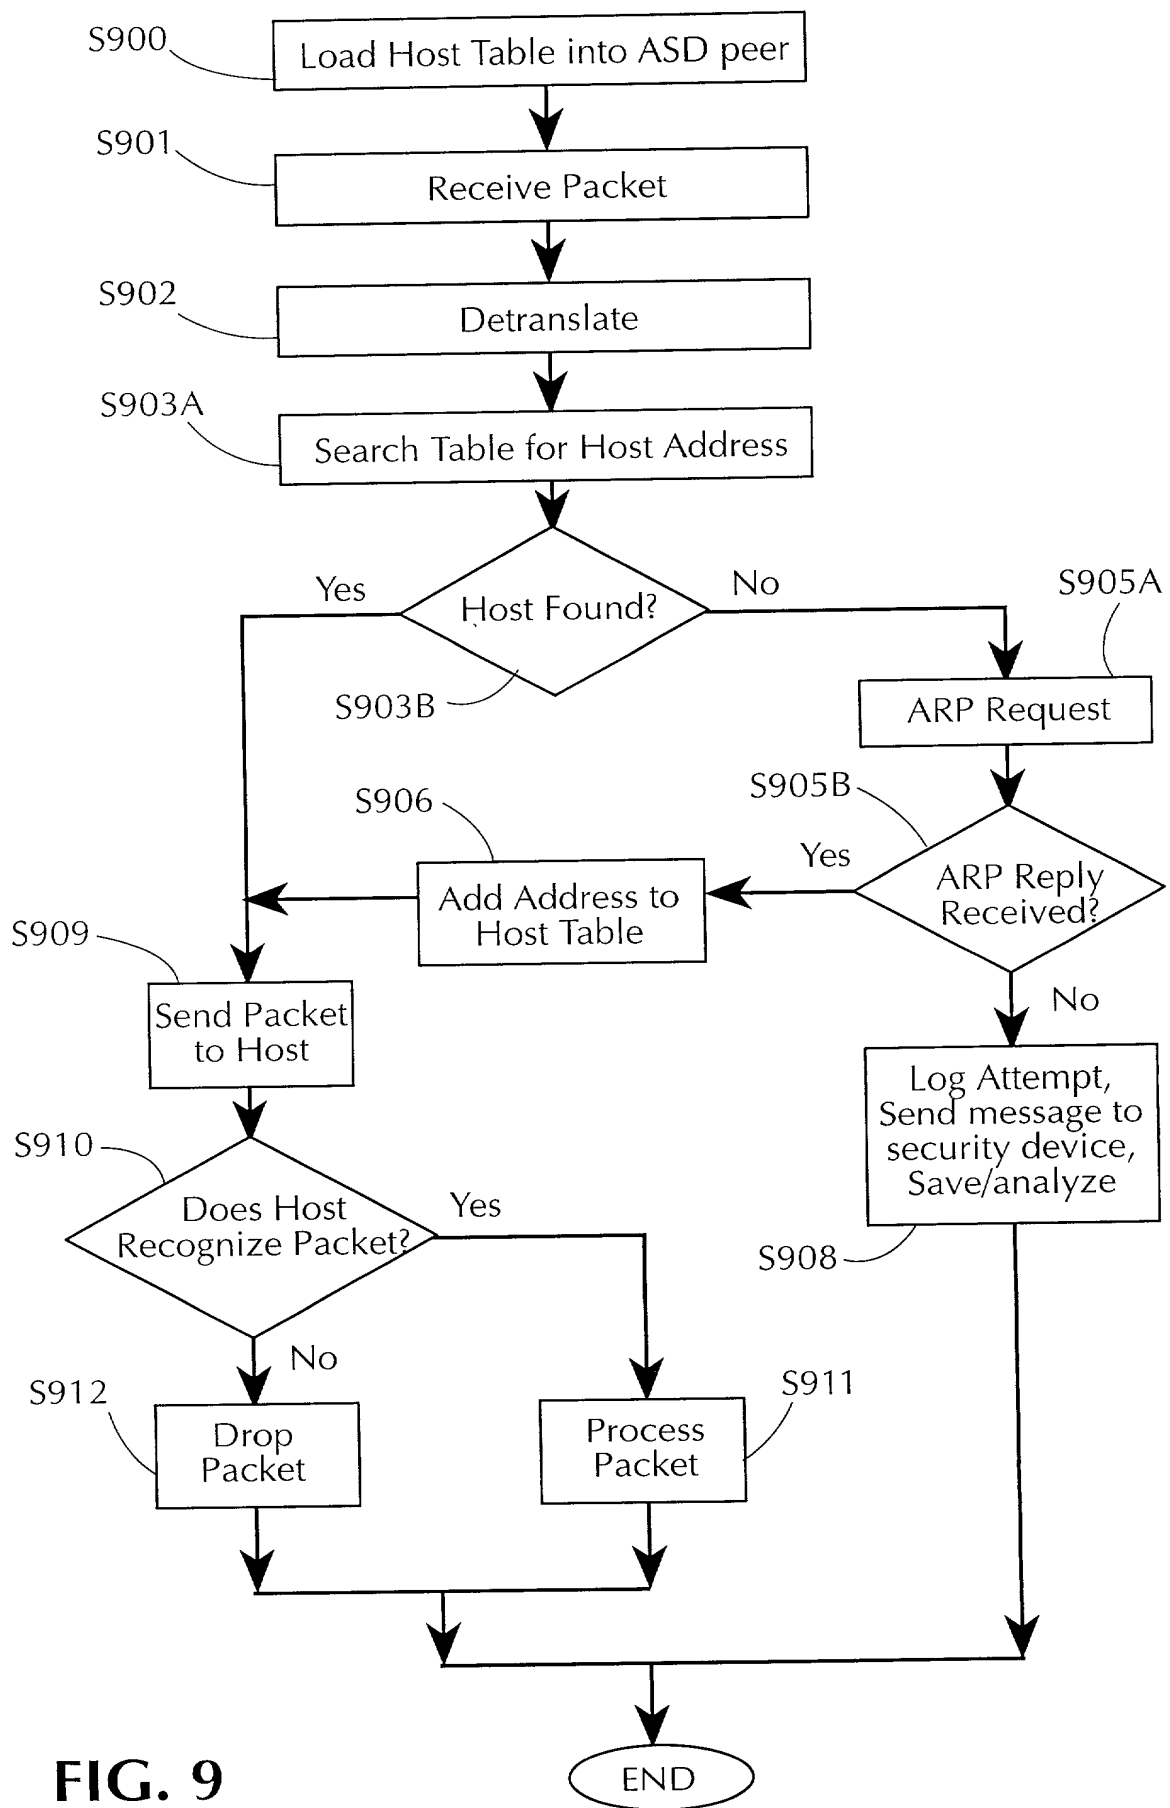 S900
Load Host Table into ASD peer
S901
Receive Packet
S902
Detranslate
S903A
Search Table for Host Address
Yes
Host Found?
No
S903B
S905A
ARP Request
S905B
S906
Yes
ARP Reply
Received?
Add Address to
Host Table
S909
Send Packet
to Host
No
Log Attempt,
Send message to
security device,
Save/analyze
S908
S910
Does Host
Recognize Packet?
Yes
No
S912
Drop
Packet
S911
Process
Packet
END
FIG. 9